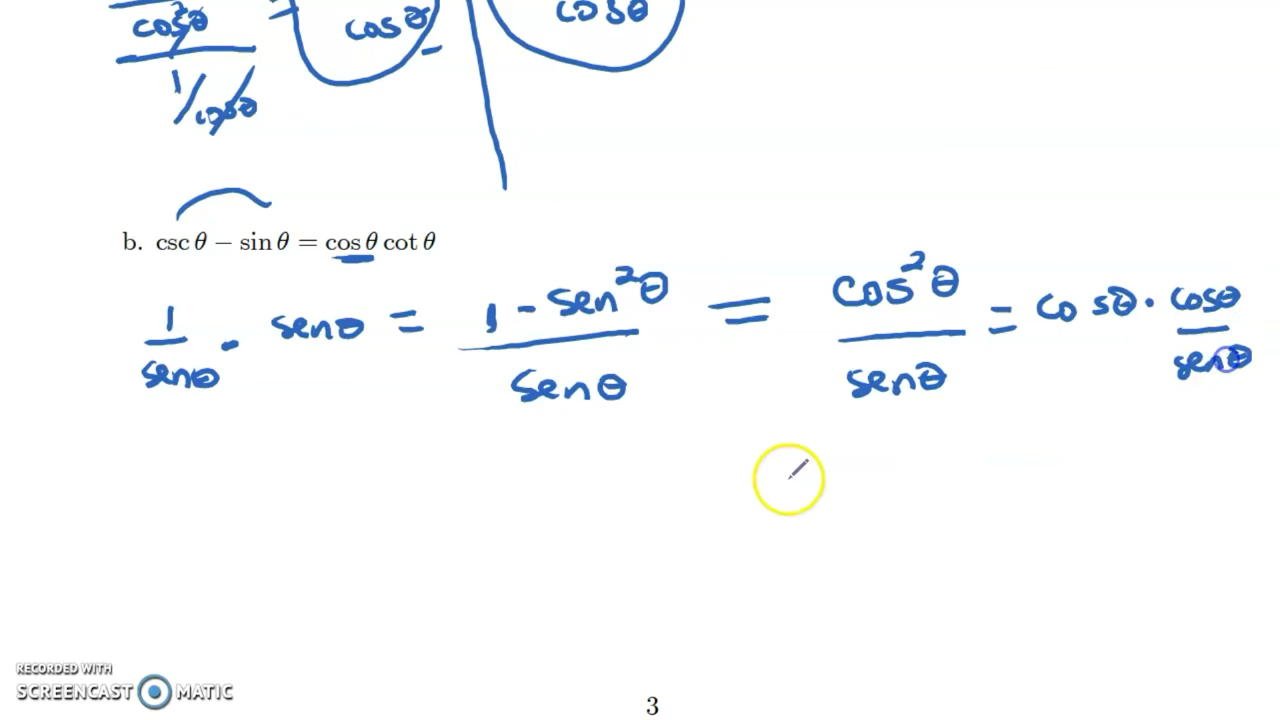 cos²θ = cosθ cosθ
1/cosθ
b. csc θ − sin θ = cos θ cot θ
1/senθ - senθ = 1 - sen²θ/senθ = cos²θ/senθ = cosθ · cosθ/senθ
RECORDED WITH
SCREENCAST MATIC
3